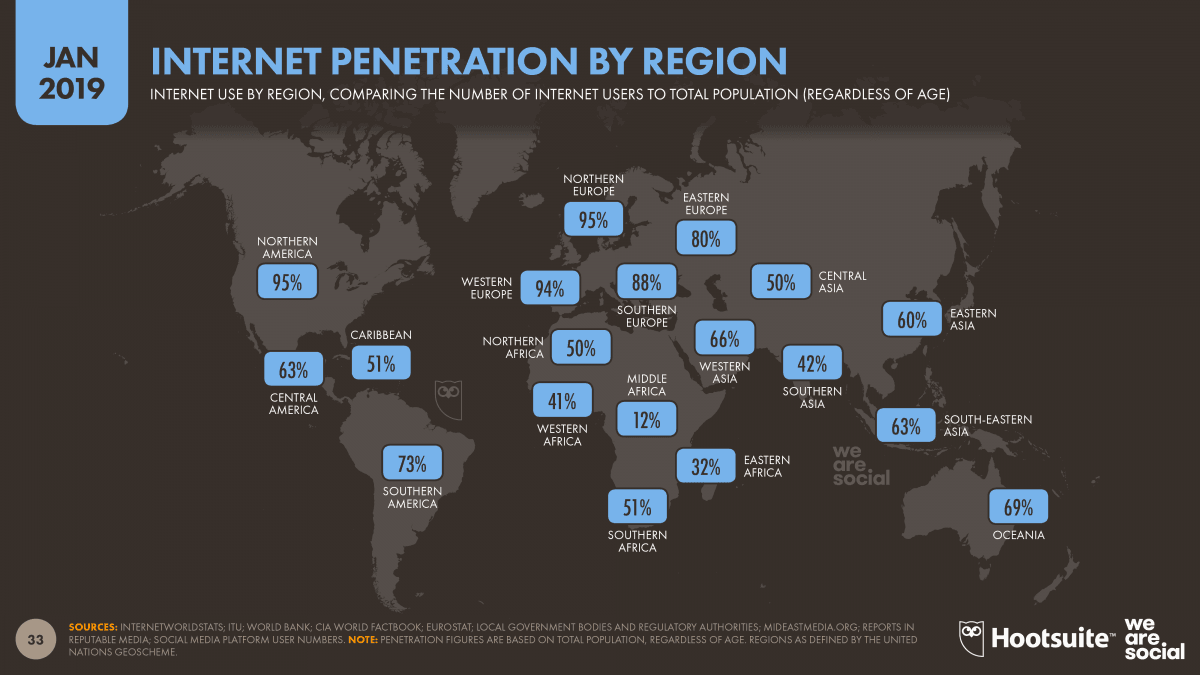 JAN
2019
INTERNET PENETRATION BY REGION
INTERNET USE BY REGION, COMPARING THE NUMBER OF INTERNET USERS TO TOTAL POPULATION (REGARDLESS OF AGE)
NORTHERN
AMERICA
95%
63%
CENTRAL
AMERICA
CARIBBEAN
51%
73%
SOUTHERN
AMERICA
NORTHERN
EUROPE
95%
WESTERN
EUROPE
94%
EASTERN
EUROPE
80%
88%
SOUTHERN
EUROPE
NORTHERN
AFRICA
50%
41%
WESTERN
AFRICA
MIDDLE
AFRICA
12%
32%
EASTERN
AFRICA
51%
SOUTHERN
AFRICA
50%
CENTRAL
ASIA
66%
WESTERN
ASIA
42%
SOUTHERN
ASIA
60%
EASTERN
ASIA
63%
SOUTH-EASTERN
ASIA
69%
OCEANIA
we
are
social
33
SOURCES: INTERNETWORLDSTATS; ITU; WORLD BANK; CIA WORLD FACTBOOK; EUROSTAT; LOCAL GOVERNMENT BODIES AND REGULATORY AUTHORITIES; MIDEASTMEDIA.ORG; REPORTS IN
REPUTABLE MEDIA; SOCIAL MEDIA PLATFORM USER NUMBERS. NOTE: PENETRATION FIGURES ARE BASED ON TOTAL POPULATION, REGARDLESS OF AGE. REGIONS AS DEFINED BY THE UNITED
NATIONS GEOSCHEME.
Hootsuite™
we
are
social